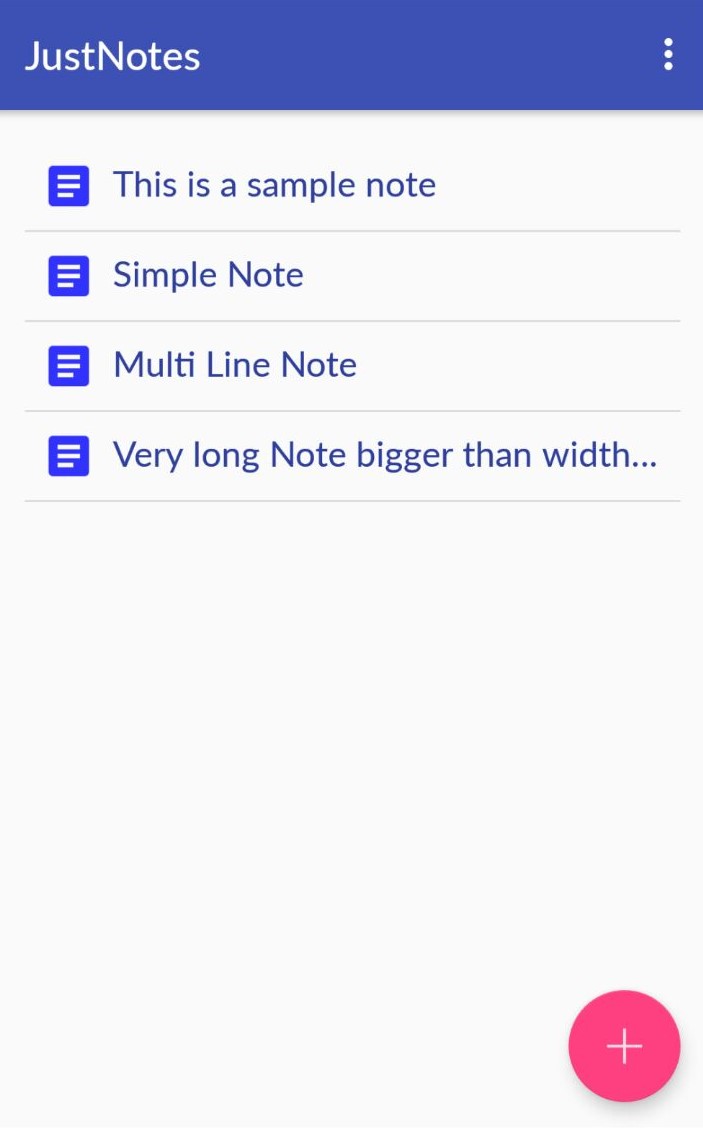 JustNotes
This is a sample note
Simple Note
Multi Line Note
Very long Note bigger than width...